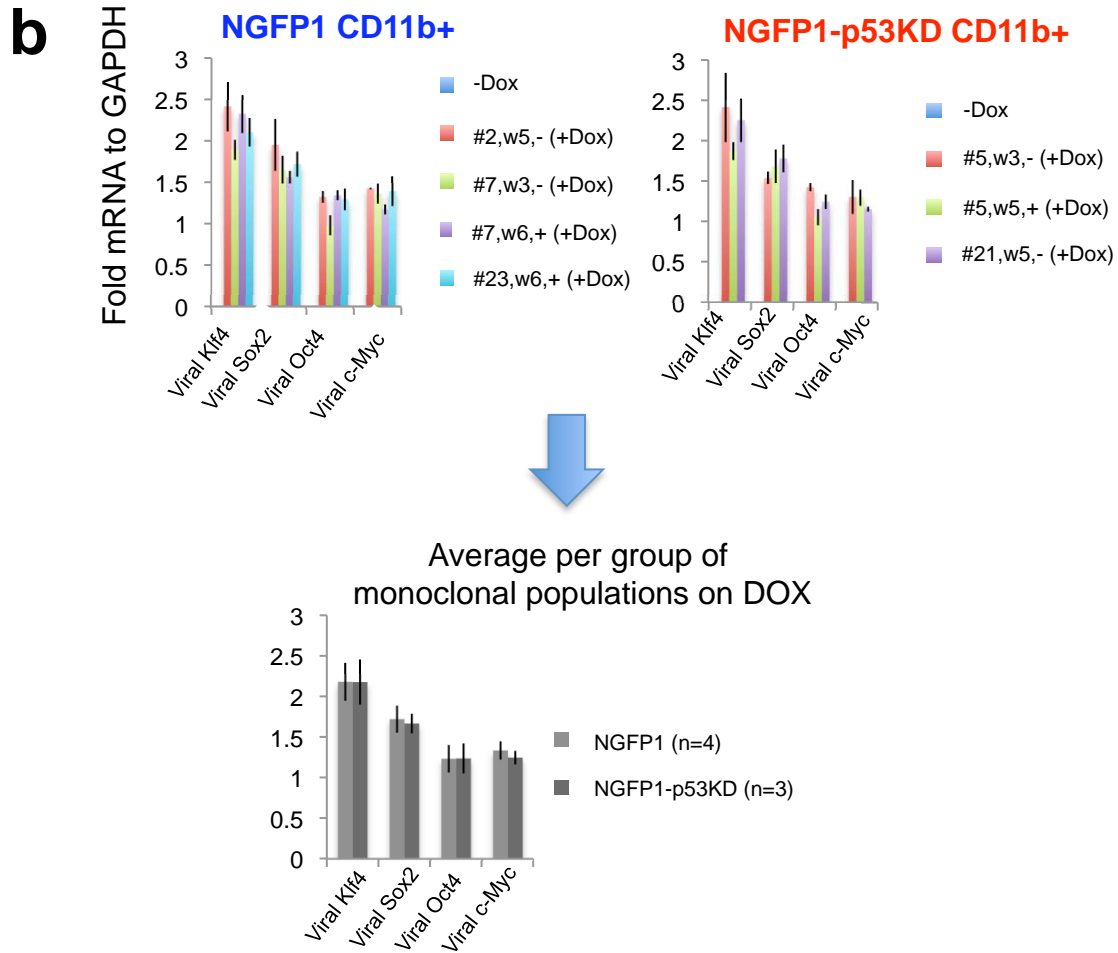 b
NGFP1 CD11b+
Fold mRNA to GAPDH
3
2.5
2
1.5
1
0.5
0
Viral Klf4
Viral Sox2
Viral Oct4
Viral c-Myc
-Dox
#2,w5,- (+Dox)
#7,w3,- (+Dox)
#7,w6,+ (+Dox)
#23,w6,+ (+Dox)
NGFP1-p53KD CD11b+
3
2.5
2
1.5
1
0.5
0
Viral Klf4
Viral Sox2
Viral Oct4
Viral c-Myc
-Dox
#5,w3,- (+Dox)
#5,w5,+ (+Dox)
#21,w5,- (+Dox)
Average per group of
monoclonal populations on DOX
3
2.5
2
1.5
1
0.5
0
Viral Klf4
Viral Sox2
Viral Oct4
Viral c-Myc
NGFP1 (n=4)
NGFP1-p53KD (n=3)